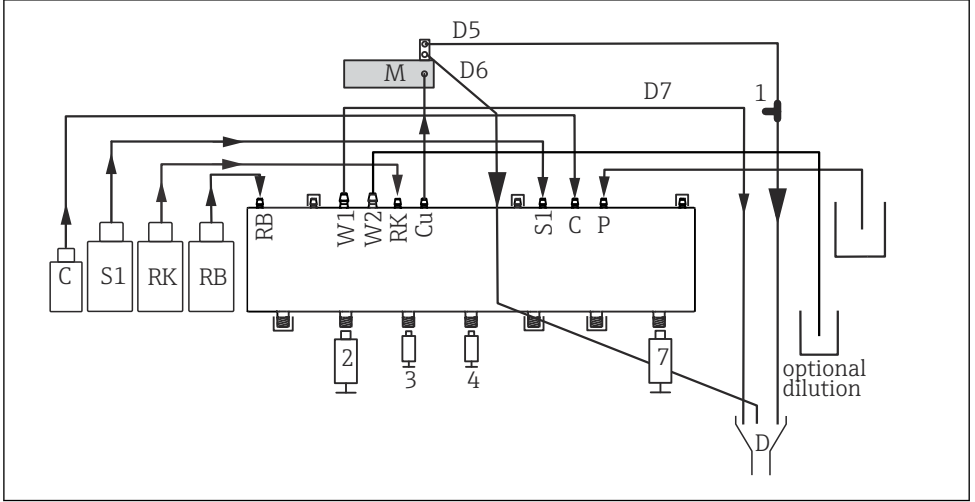 D5
M
D6
D7
1
RB
W1
W2
RK
Cu
S1
C
P
C
S1
RK
RB
2
3
4
7
optional
dilution
D